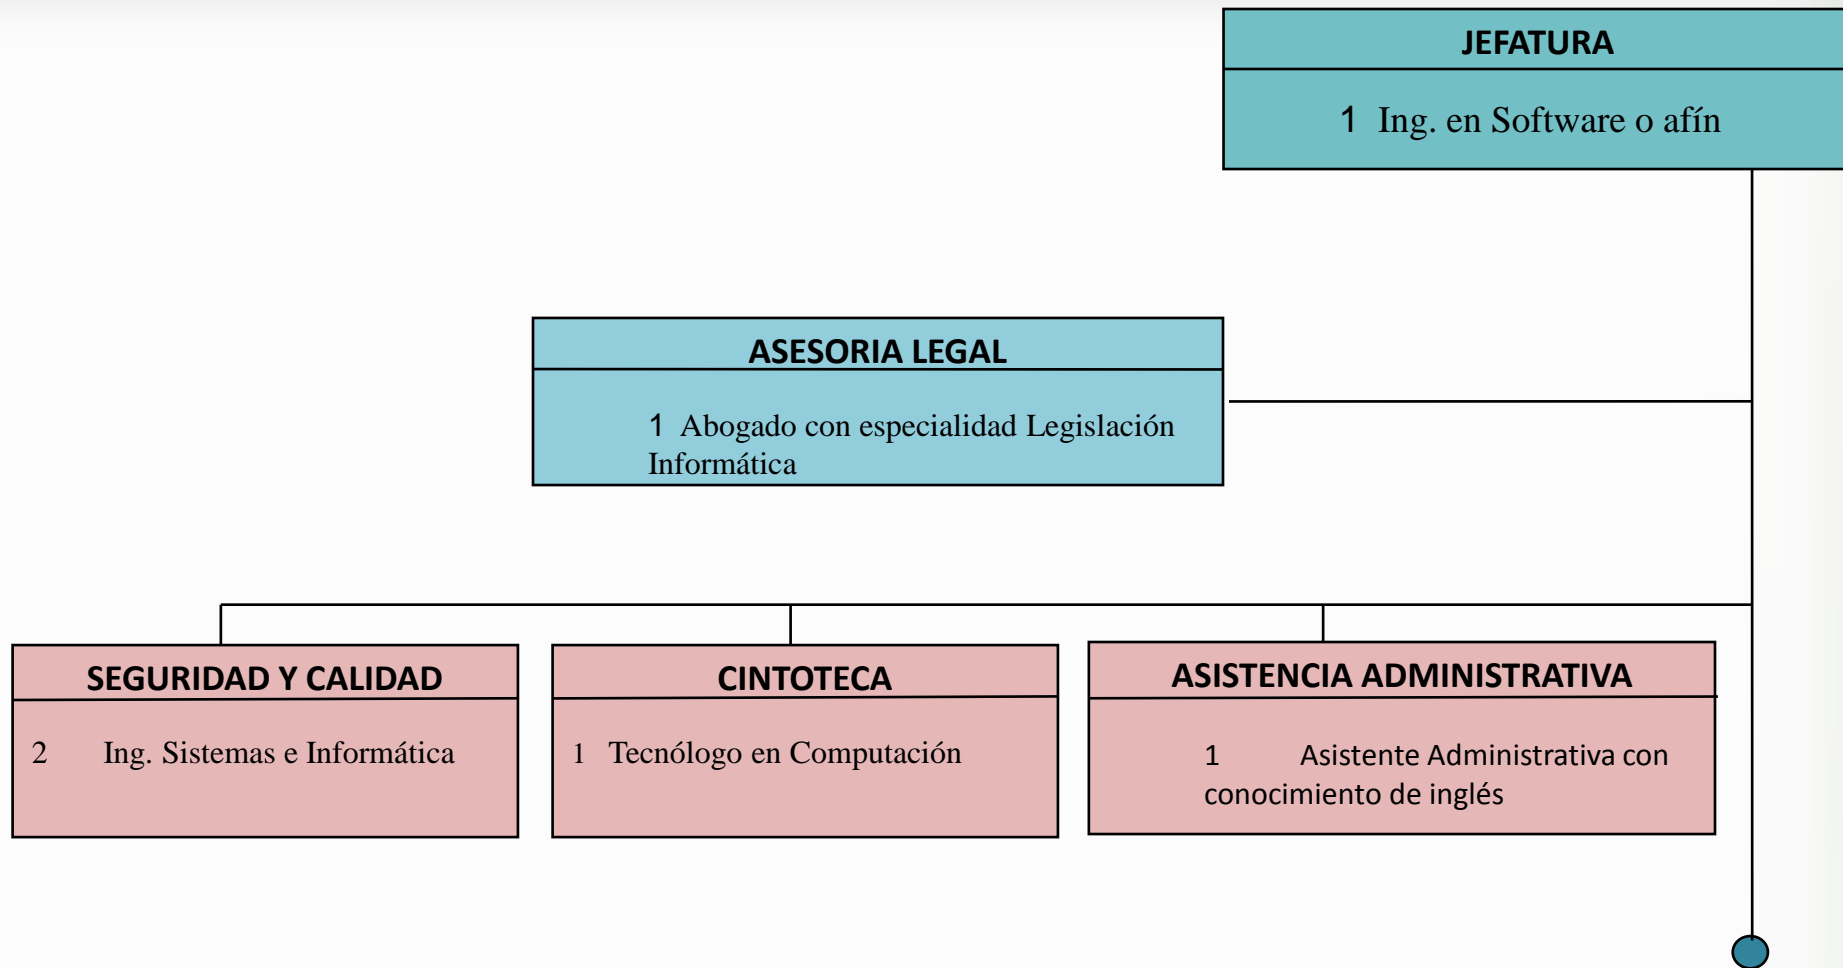 JEFATURA
1 Ing. en Software o afín
ASESORIA LEGAL
1 Abogado con especialidad Legislación
Informática
SEGURIDAD Y CALIDAD
2 Ing. Sistemas e Informática
CINTOTECA
1 Tecnólogo en Computación
ASISTENCIA ADMINISTRATIVA
1 Asistente Administrativa con
conocimiento de inglés